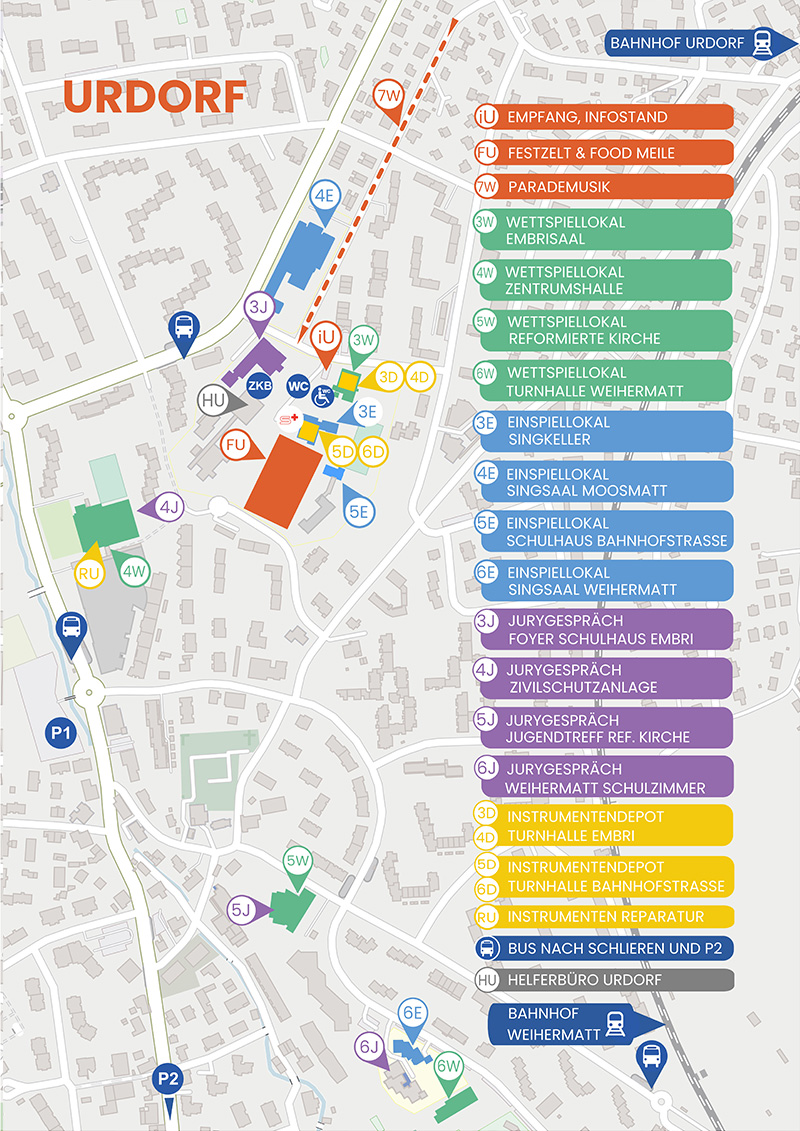 BAHNHOF URDORF
URDORF
7W
iU EMPFANG, INFOSTAND
FU FESTZELT & FOOD MEILE
7W PARADEMUSIK
3W WETTSPIELLOKAL
EMBRISAAL
4W WETTSPIELLOKAL
ZENTRUMSHALLE
5W WETTSPIELLOKAL
REFORMIERTE KIRCHE
6W WETTSPIELLOKAL
TURNHALLE WEIHERMATT
3E EINSPIELLOKAL
SINGKELLER
4E EINSPIELLOKAL
SINGSAAL MOOSMATT
5E EINSPIELLOKAL
SCHULHAUS BAHNHOFSTRASSE
6E EINSPIELLOKAL
SINGSAAL WEIHERMATT
3J JURYGESPRÄCH
FOYER SCHULHAUS EMBRI
4J JURYGESPRÄCH
ZIVILSCHUTZANLAGE
5J JURYGESPRÄCH
JUGENDTREFF REF. KIRCHE
6J JURYGESPRÄCH
WEIHERMATT SCHULZIMMER
3D INSTRUMENTENDEPOT
4D TURNHALLE EMBRI
5D INSTRUMENTENDEPOT
6D TURNHALLE BAHNHOFSTRASSE
RU INSTRUMENTEN REPARATUR
BUS NACH SCHLIEREN UND P2
HU HELFERBÜRO URDORF
BAHNHOF
WEIHERMATT
4E
3J
iU
3W
3D 4D
ZKB
WC
WC
HU
3E
S
FU
5D 6D
5E
4J
RU
4W
P1
5W
5J
6E
6J
6W
P2